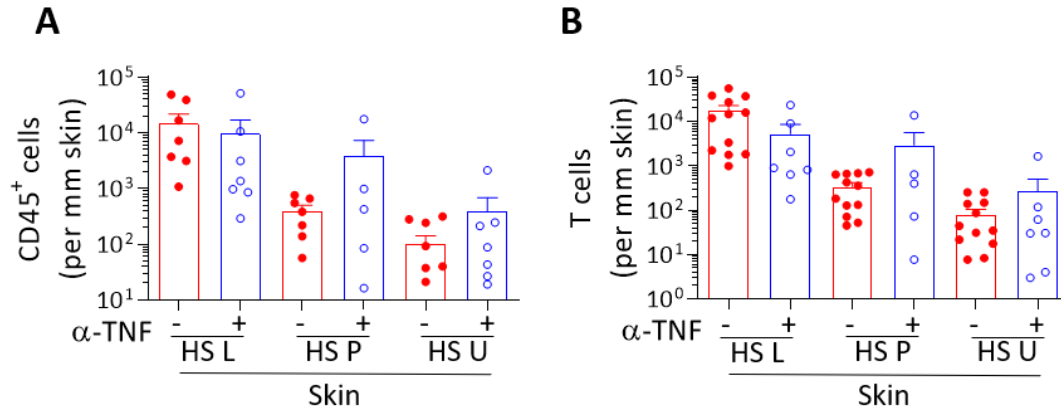 A
CD45⁺ cells
(per mm skin)
10⁵
10⁴
10³
10²
10¹
α-TNF - + - + - +
HS L HS P HS U
Skin
B
T cells
(per mm skin)
10⁵
10⁴
10³
10²
10¹
10⁰
α-TNF - + - + - +
HS L HS P HS U
Skin